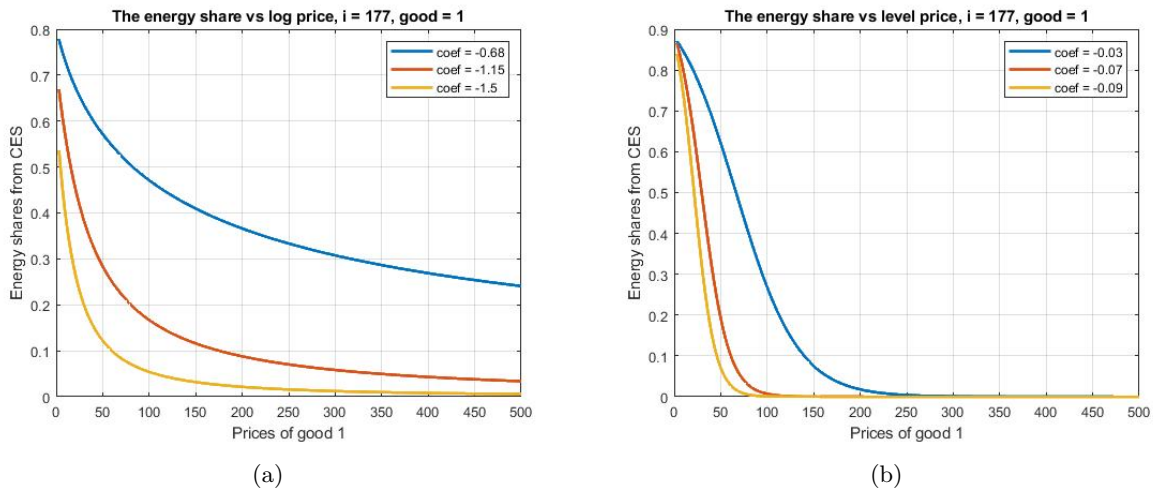 The energy share vs log price, i = 177, good = 1
0.8
0.7
0.6
0.5
0.4
0.3
0.2
0.1
0
Energy shares from CES
coef = -0.68
coef = -1.15
coef = -1.5
0 50 100 150 200 250 300 350 400 450 500
Prices of good 1
(a)
The energy share vs level price, i = 177, good = 1
0.9
0.8
0.7
0.6
0.5
0.4
0.3
0.2
0.1
0
Energy shares from CES
coef = -0.03
coef = -0.07
coef = -0.09
0 50 100 150 200 250 300 350 400 450 500
Prices of good 1
(b)